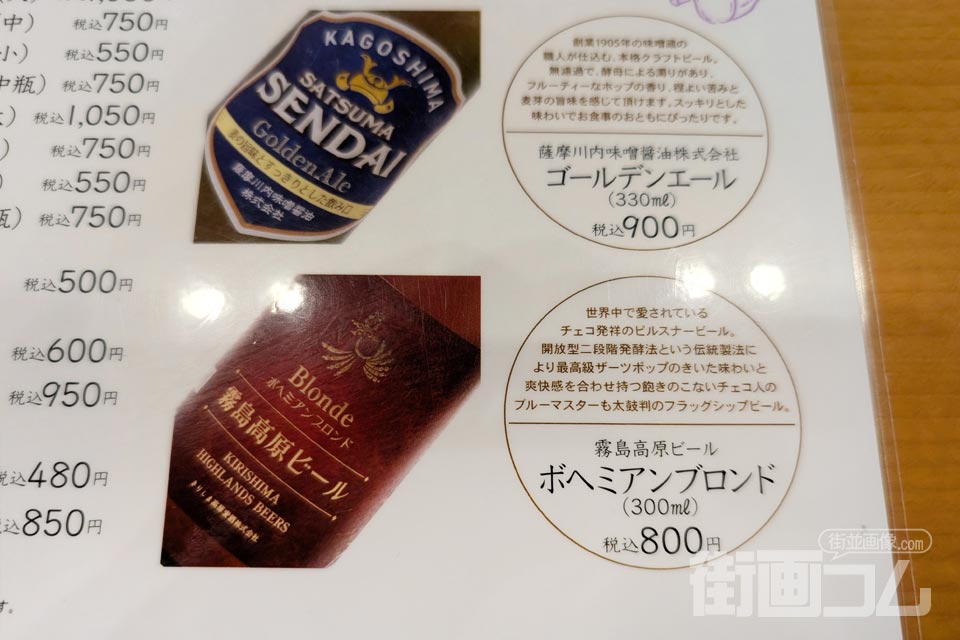 中） 税込750円
小） 税込550円
中瓶） 税込750円
税込1,050円
税込750円
税込550円
瓶） 税込750円
税込500円
税込600円
税込950円
税込480円
税込850円
す。
KAGOSHIMA
SATSUMA
SENDAI
Golden Ale
麦の旨味とすっきりとした飲み口
薩摩川内味噌醤油
株式会社
創業1905年の味噌蔵の
職人が仕込む、本格クラフトビール。
無濾過で、酵母による濁りがあり、
フルーティーなホップの香り、程よい苦みと
麦芽の旨味を感じて頂けます。スッキリとした
味わいでお食事のおともにぴったりです。
薩摩川内味噌醤油株式会社
ゴールデンエール
（330㎖）
税込900円
Blonde
ボヘミアンブロンド
霧島高原ビール
KIRISHIMA
HIGHLANDS BEERS
世界中で愛されている
チェコ発祥のピルスナービール。
開放型二段階発酵法という伝統製法に
より最高級ザーツホップのきいた味わいと
爽快感を合わせ持つ飽きのこないチェコ人の
ブルーマスターも太鼓判のフラッグシップビール。
霧島高原ビール
ボヘミアンブロンド
（300㎖）
税込800円
街並画像.com
街画コム